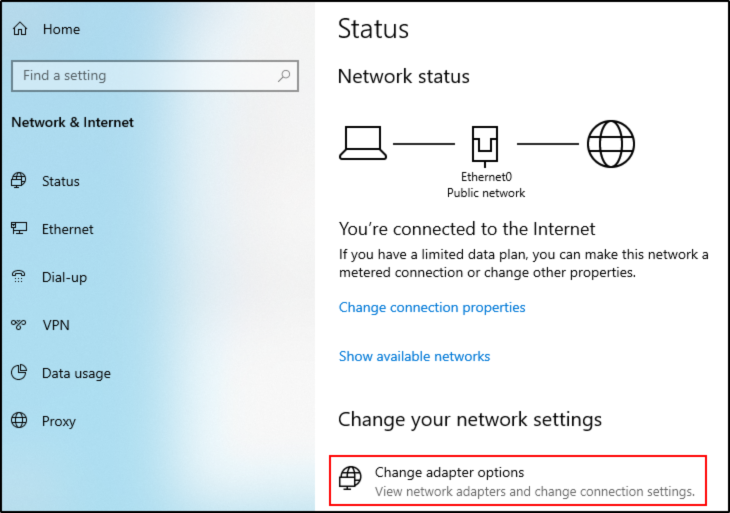 Home
Find a setting
Network & Internet
Status
Ethernet
Dial-up
VPN
Data usage
Proxy
Status
Network status
Ethernet0
Public network
You’re connected to the Internet
If you have a limited data plan, you can make this network a
metered connection or change other properties.
Change connection properties
Show available networks
Change your network settings
Change adapter options
View network adapters and change connection settings.